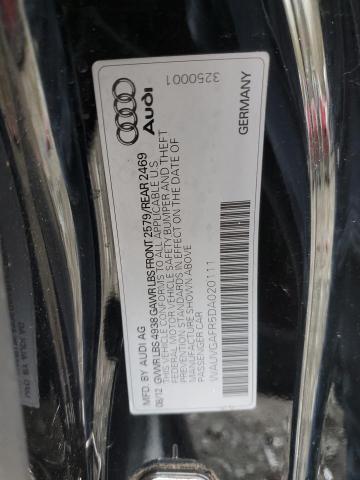 Audi
3250001
GERMANY
MFD. BY AUDI AG
08/12 GVWR LBS 4938 GAWR LBS FRONT 2579/REAR 2469
THIS VEHICLE CONFORMS TO ALL APPLICABLE U S
FEDERAL MOTOR VEHICLE SAFETY BUMPER AND THEFT
PREVENTION STANDARDS IN EFFECT ON THE DATE OF
MANUFACTURE SHOWN ABOVE
PASSENGER CAR
WAUVGAFR5DA020111